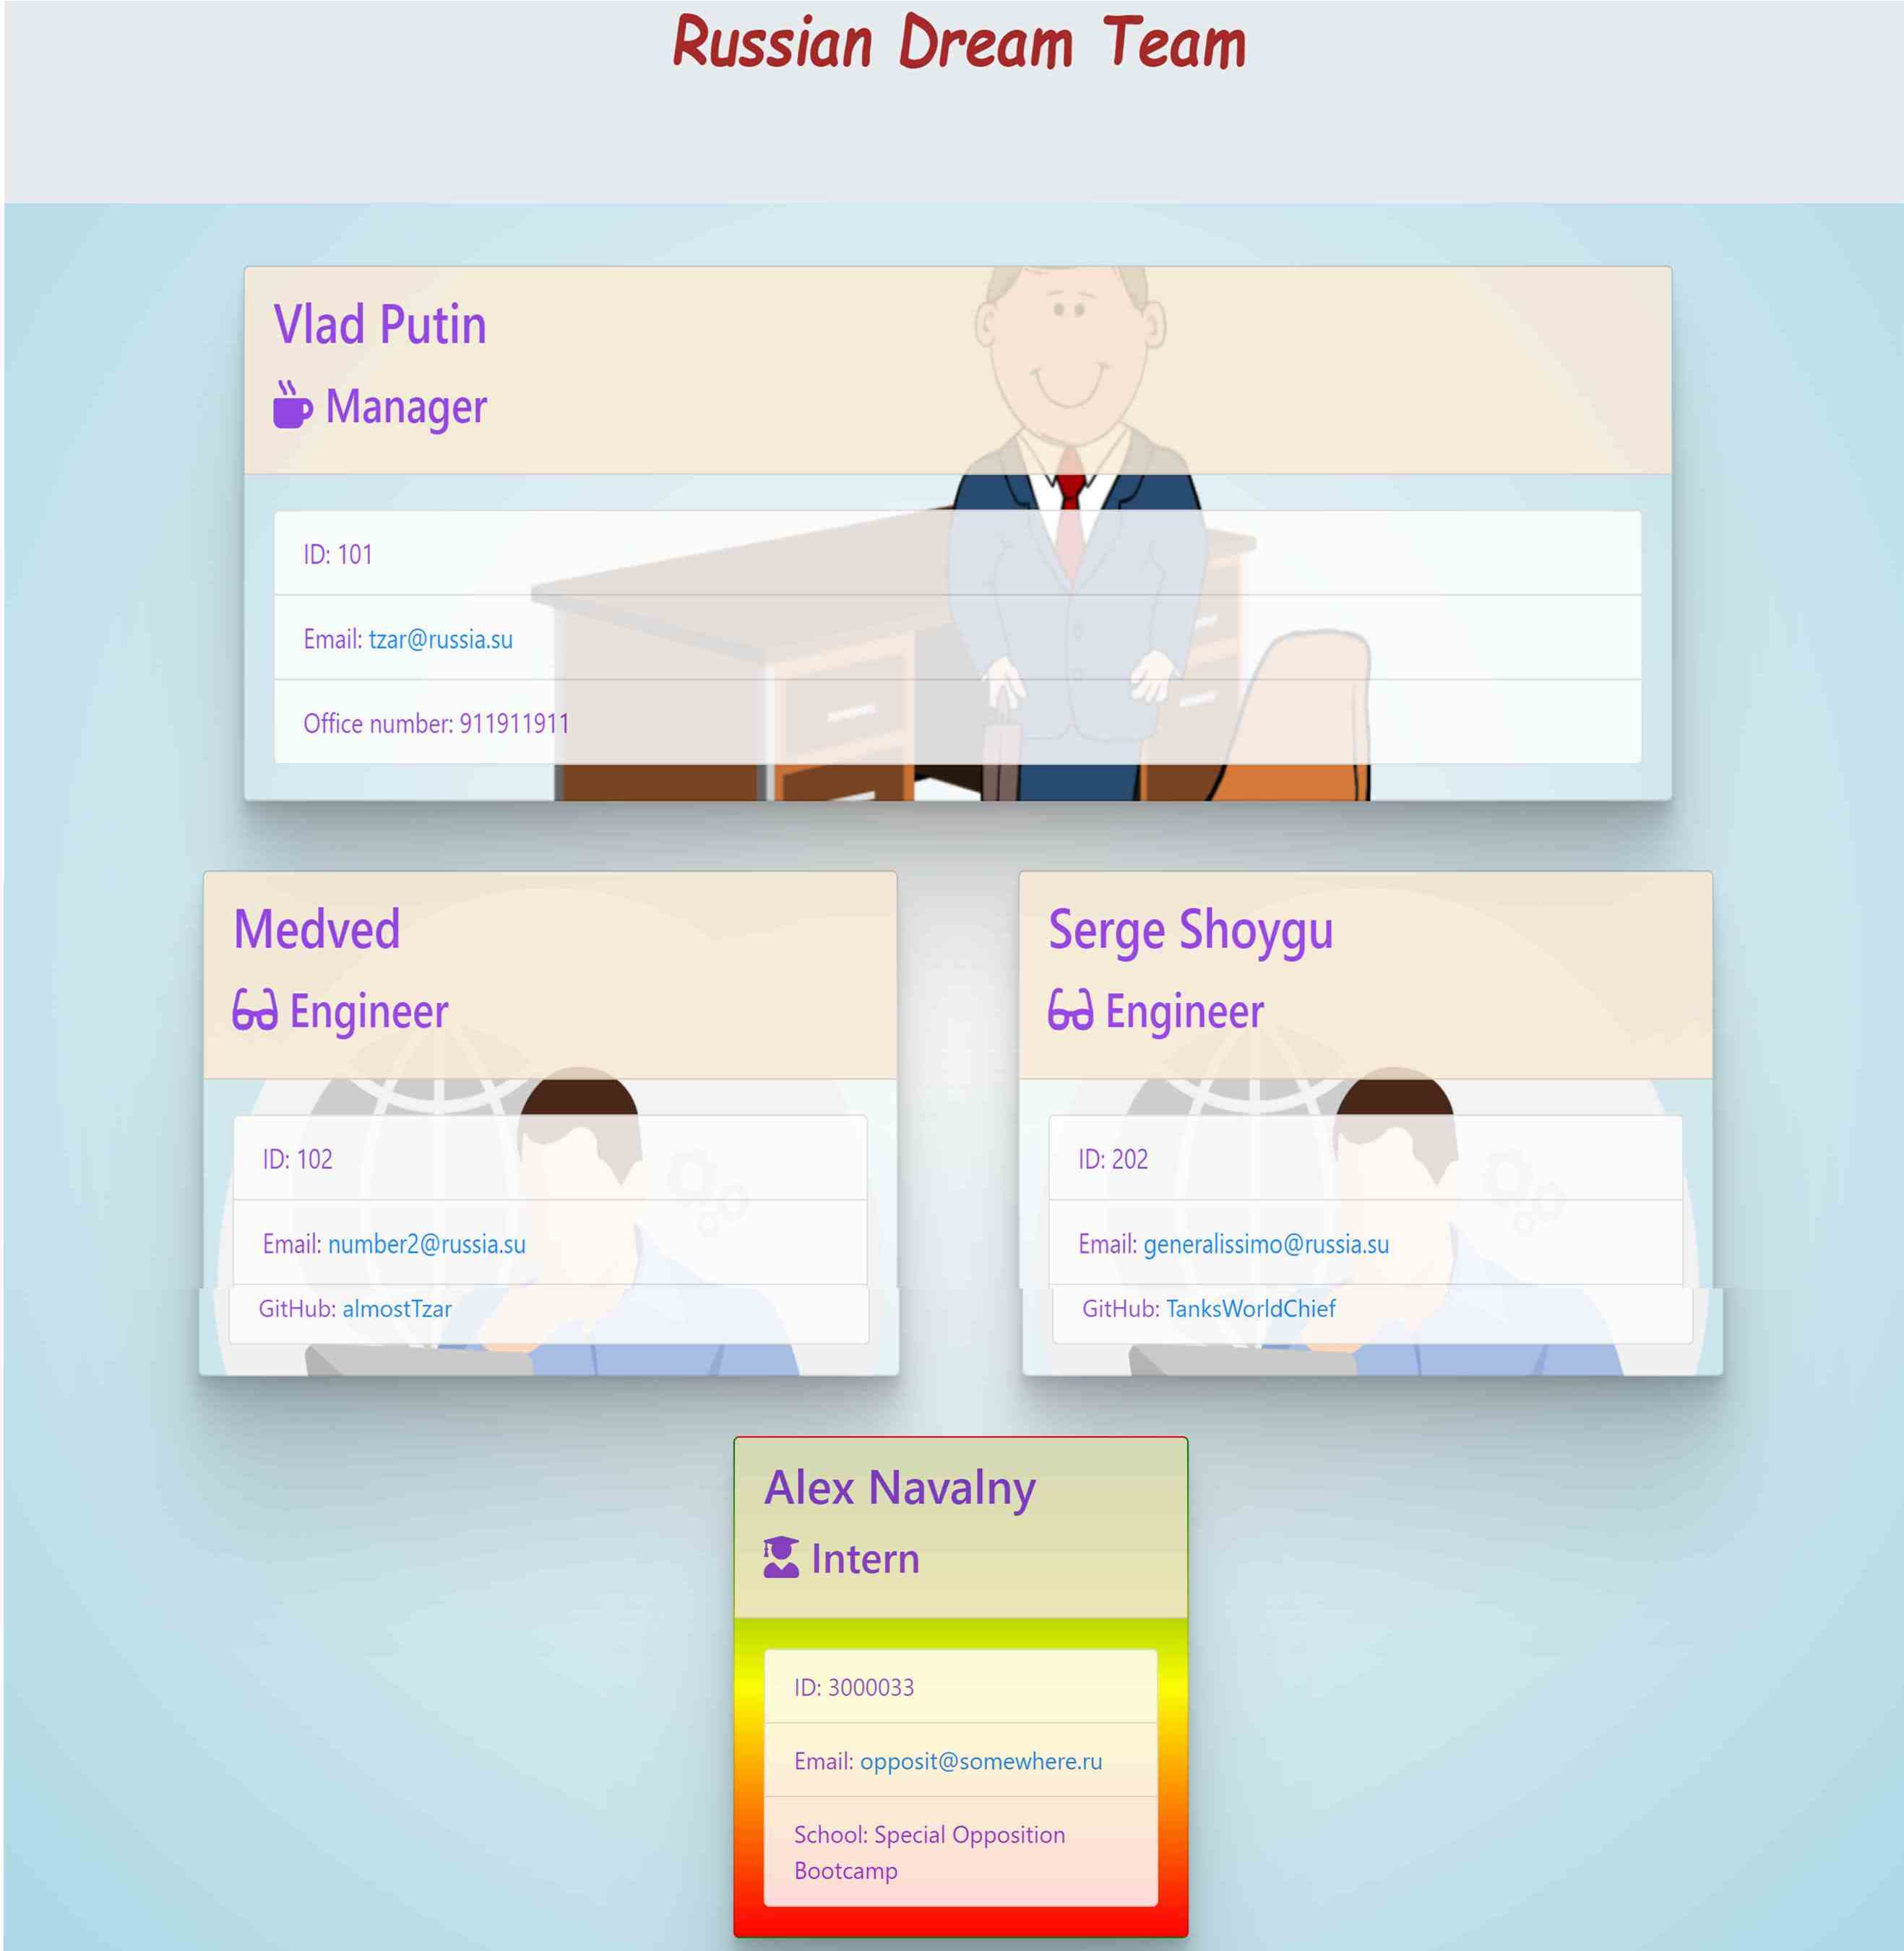 Russian Dream Team
Vlad Putin
Manager
ID: 101
Email: tzar@russia.su
Office number: 911911911
Medved
Engineer
ID: 102
Email: number2@russia.su
GitHub: almostTzar
Serge Shoygu
Engineer
ID: 202
Email: generalissimo@russia.su
GitHub: TanksWorldChief
Alex Navalny
Intern
ID: 3000033
Email: opposit@somewhere.ru
School: Special Opposition
Bootcamp